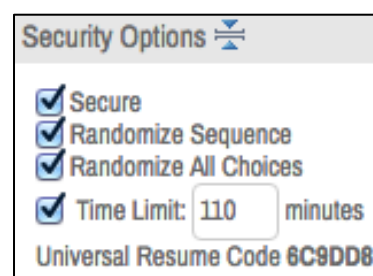 Security Options
Secure
Randomize Sequence
Randomize All Choices
Time Limit: 110 minutes
Universal Resume Code 6C9DD8